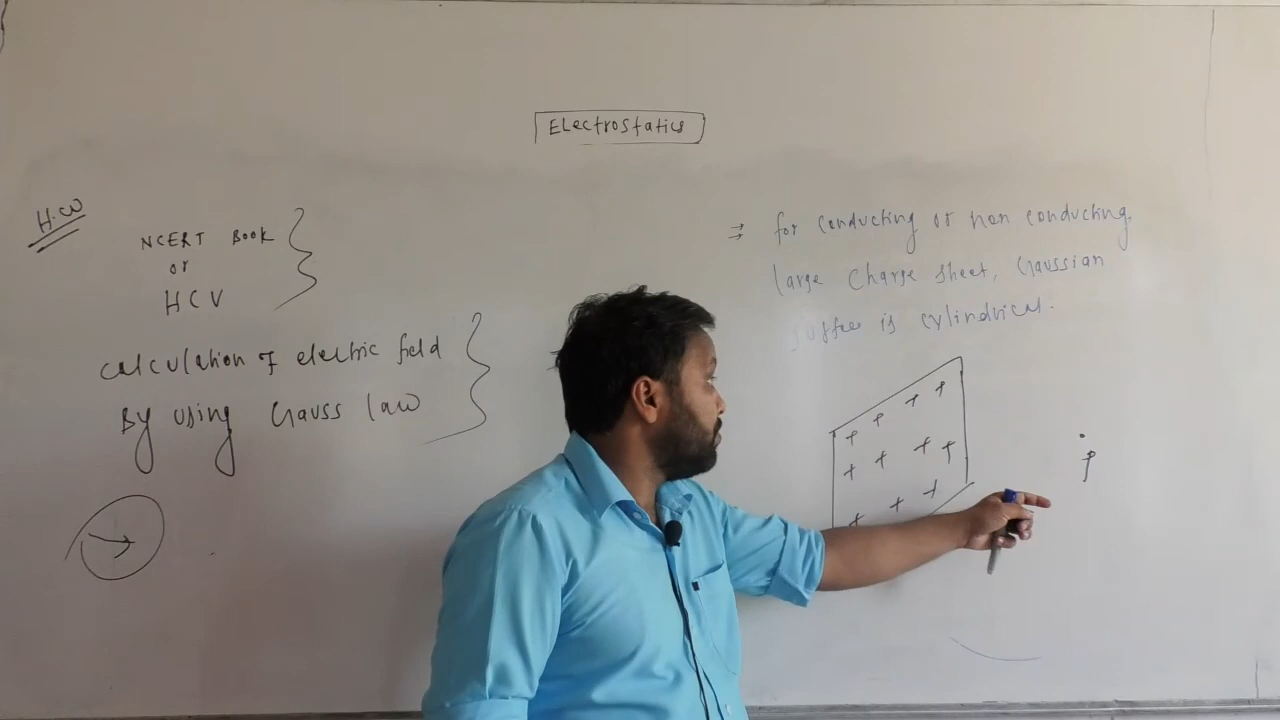 Electrostatics
H.W
NCERT Book
or
HCV
calculation of electric field
By using Gauss law
⇒ for conducting or non conducting
large charge sheet, Gaussian
surface is cylindrical.
+ + + +
+ + + +
+ + +
P